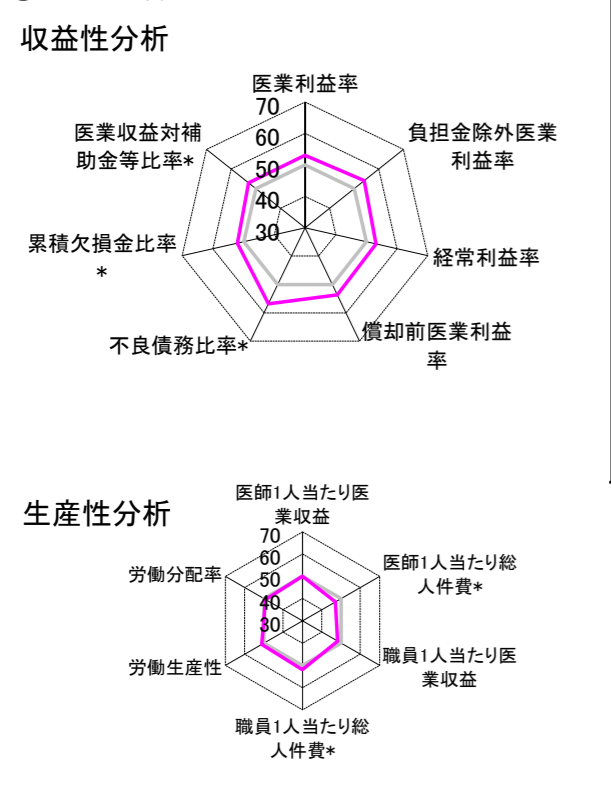 収益性分析
医業利益率
70
60
50
40
30
負担金除外医業
利益率
経常利益率
償却前医業利益
率
不良債務比率*
累積欠損金比率
*
医業収益対補
助金等比率*
生産性分析
医師1人当たり医
業収益
70
60
50
40
30
医師1人当たり総
人件費*
職員1人当たり医
業収益
職員1人当たり総
人件費*
労働生産性
労働分配率